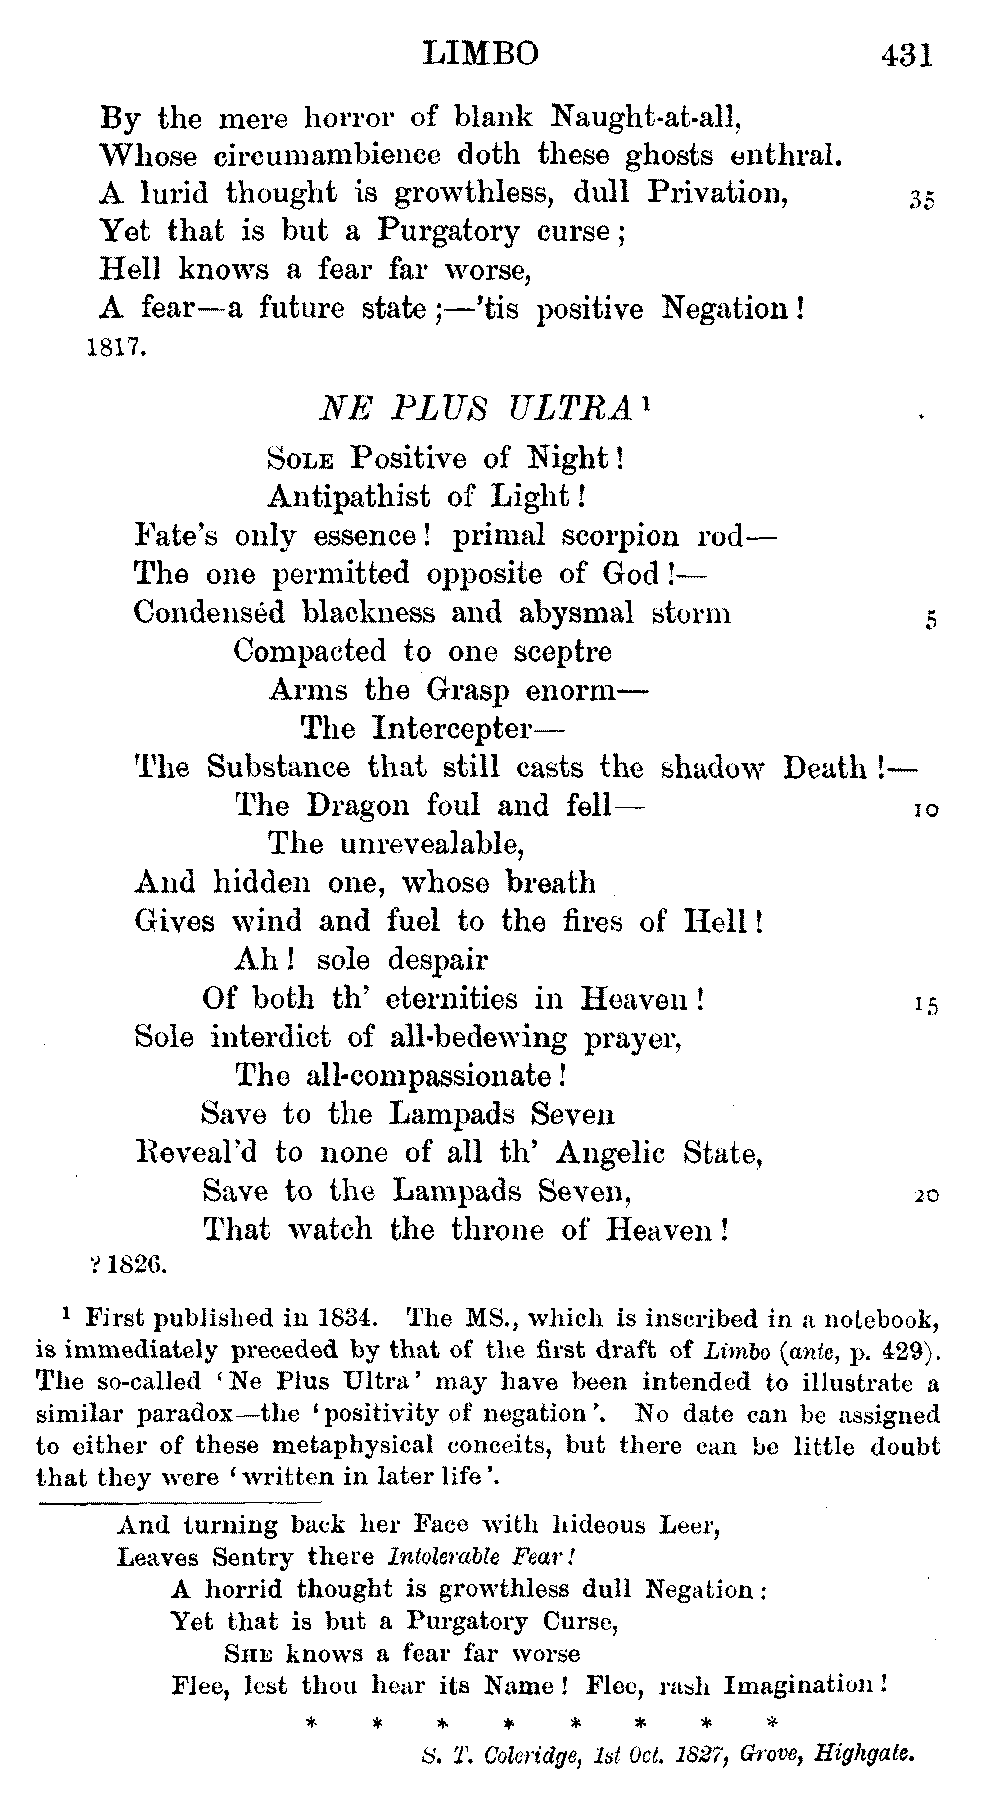 LIMBO 431
By the mere horror of blank Naught-at-all,
Whose circumambience doth these ghosts enthral.
A lurid thought is growthless, dull Privation, 35
Yet that is but a Purgatory curse;
Hell knows a fear far worse,
A fear—a future state;—'tis positive Negation!
1817.
NE PLUS ULTRA¹
SOLE Positive of Night!
Antipathist of Light!
Fate's only essence! primal scorpion rod—
The one permitted opposite of God!—
Condenséd blackness and abysmal storm 5
Compacted to one sceptre
Arms the Grasp enorm—
The Intercepter—
The Substance that still casts the shadow Death!—
The Dragon foul and fell— 10
The unrevealable,
And hidden one, whose breath
Gives wind and fuel to the fires of Hell!
Ah! sole despair
Of both th' eternities in Heaven! 15
Sole interdict of all-bedewing prayer,
The all-compassionate!
Save to the Lampads Seven
Reveal'd to none of all th' Angelic State,
Save to the Lampads Seven, 20
That watch the throne of Heaven!
? 1826.
¹ First published in 1834. The MS., which is inscribed in a notebook,
is immediately preceded by that of the first draft of Limbo (ante, p. 429).
The so-called 'Ne Plus Ultra' may have been intended to illustrate a
similar paradox—the 'positivity of negation'. No date can be assigned
to either of these metaphysical conceits, but there can be little doubt
that they were 'written in later life'.
And turning back her Face with hideous Leer,
Leaves Sentry there Intolerable Fear!
A horrid thought is growthless dull Negation:
Yet that is but a Purgatory Curse,
SHE knows a fear far worse
Flee, lest thou hear its Name! Flee, rash Imagination!
* * * * * * * *
S. T. Coleridge, 1st Oct. 1827, Grove, Highgate.